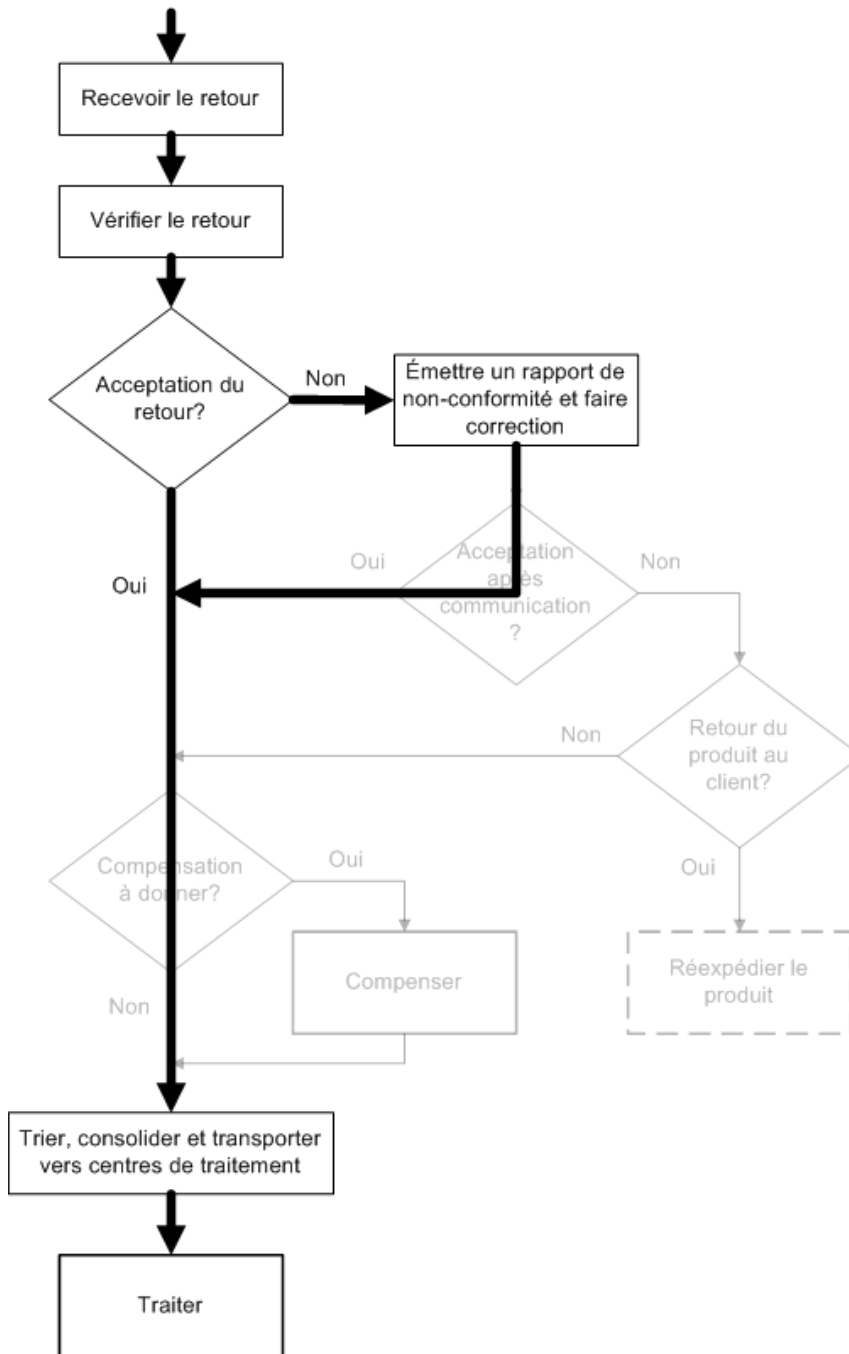 Recevoir le retour
Vérifier le retour
Acceptation du
retour?
Non
Émettre un rapport de
non-conformité et faire
correction
Oui
Oui
Acceptation
après
communication
?
Non
Non
Retour du
produit au
client?
Compensation
à donner?
Oui
Oui
Non
Compenser
Réexpédier le
produit
Trier, consolider et transporter
vers centres de traitement
Traiter